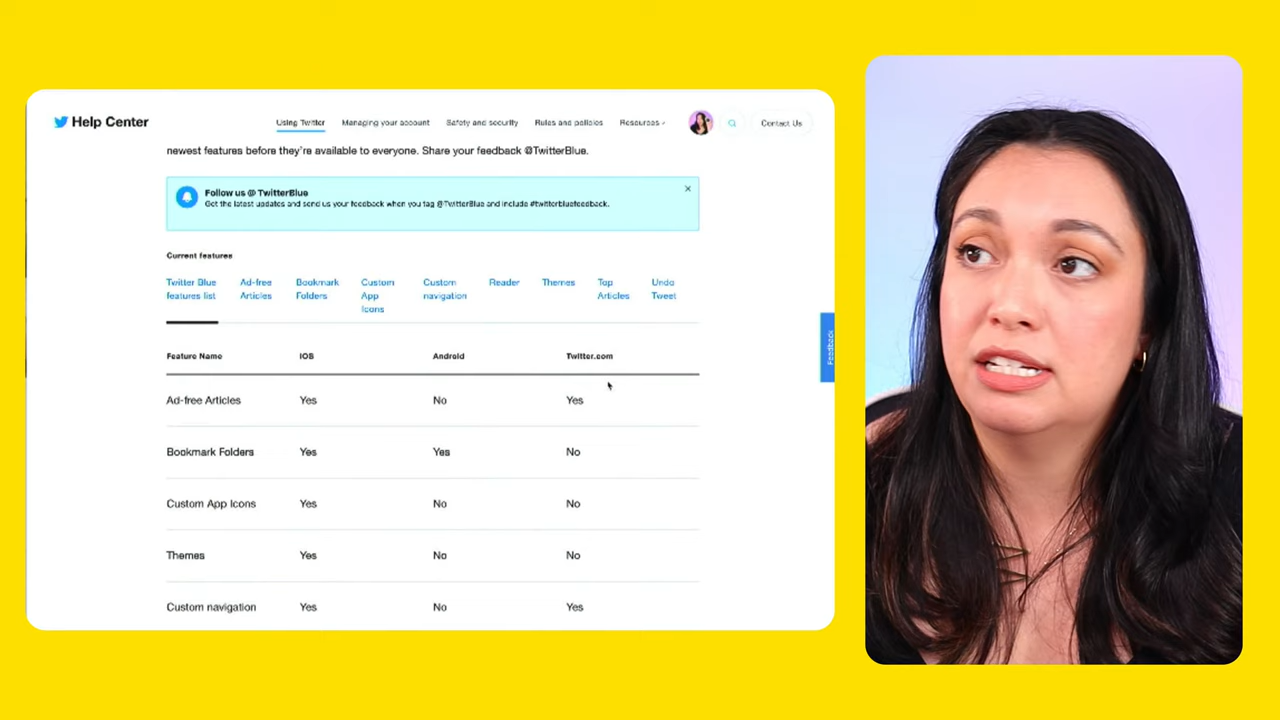 Help Center
Using Twitter Managing your account Safety and security Rules and policies Resources Contact Us
newest features before they're available to everyone. Share your feedback @TwitterBlue.
Follow us @ TwitterBlue
Get the latest updates and send us your feedback when you tag @TwitterBlue and include #twitterbluefeedback.
Current features
Twitter Blue features list
Ad-free Articles
Bookmark Folders
Custom App Icons
Custom navigation
Reader
Themes
Top Articles
Undo Tweet
Feedback
Feature Name iOS Android Twitter.com
Ad-free Articles Yes No Yes
Bookmark Folders Yes Yes No
Custom App Icons Yes No No
Themes Yes No No
Custom navigation Yes No Yes